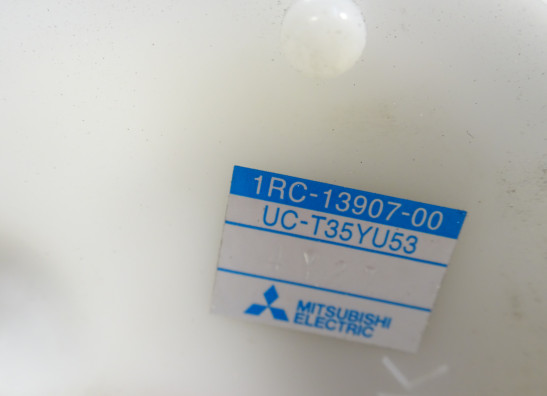 1RC-13907-00
UC-T35YU53
MITSUBISHI
ELECTRIC